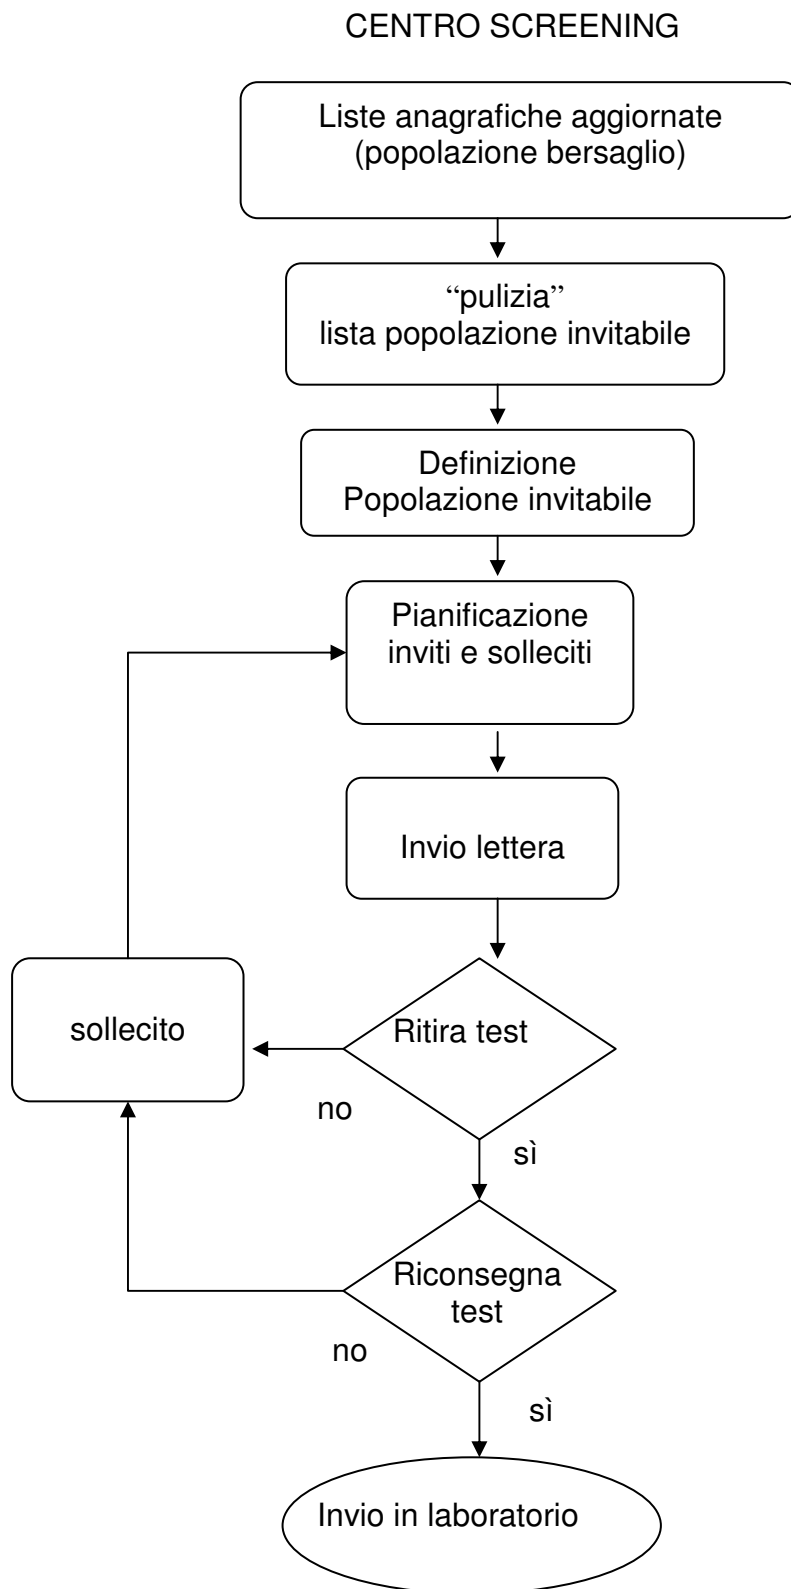 CENTRO SCREENING
Liste anagrafiche aggiornate
(popolazione bersaglio)
“pulizia”
lista popolazione invitabile
Definizione
Popolazione invitabile
Pianificazione
inviti e solleciti
Invio lettera
sollecito
Ritira test
no
sì
Riconsegna
test
no
sì
Invio in laboratorio